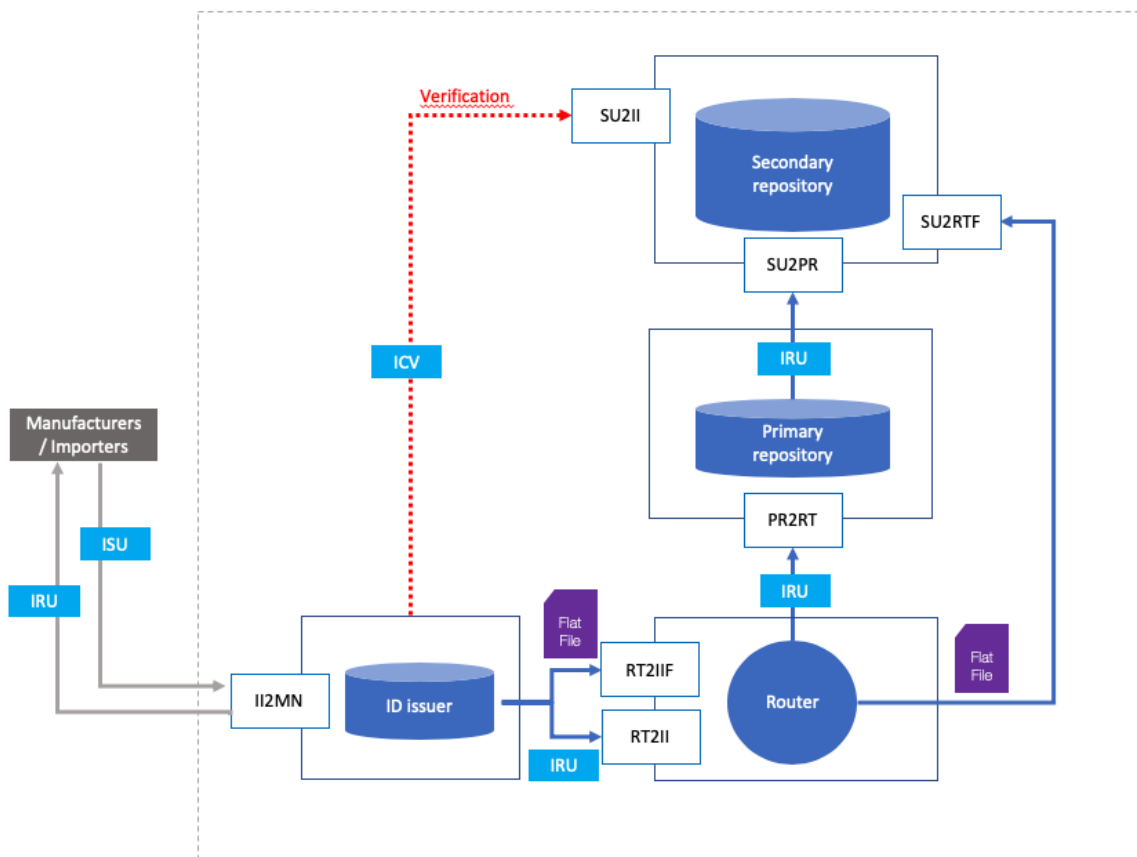 Verification
SU2II
Secondary
repository
SU2RTF
SU2PR
ICV
IRU
Manufacturers
/ Importers
Primary
repository
PR2RT
ISU
IRU
IRU
Flat
File
Flat
File
RT2IIF
II2MN
ID issuer
Router
RT2II
IRU